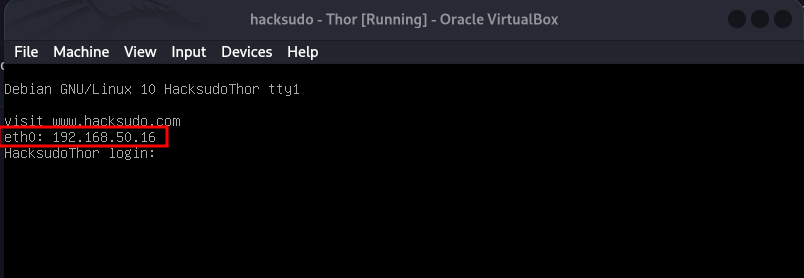 hacksudo - Thor [Running] - Oracle VirtualBox
File Machine View Input Devices Help
Debian GNU/Linux 10 HacksudoThor tty1
visit www.hacksudo.com
eth0: 192.168.50.16
HacksudoThor login: